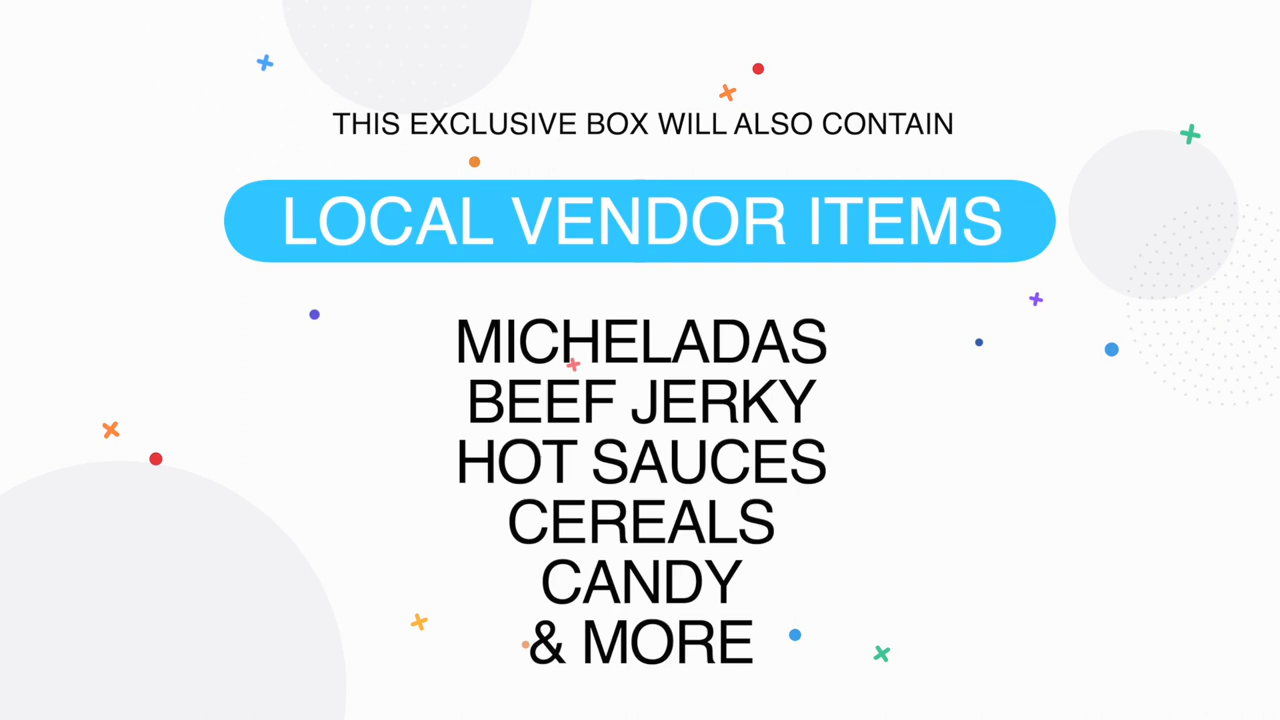 THIS EXCLUSIVE BOX WILL ALSO CONTAIN
LOCAL VENDOR ITEMS
MICHELADAS
BEEF JERKY
HOT SAUCES
CEREALS
CANDY
& MORE